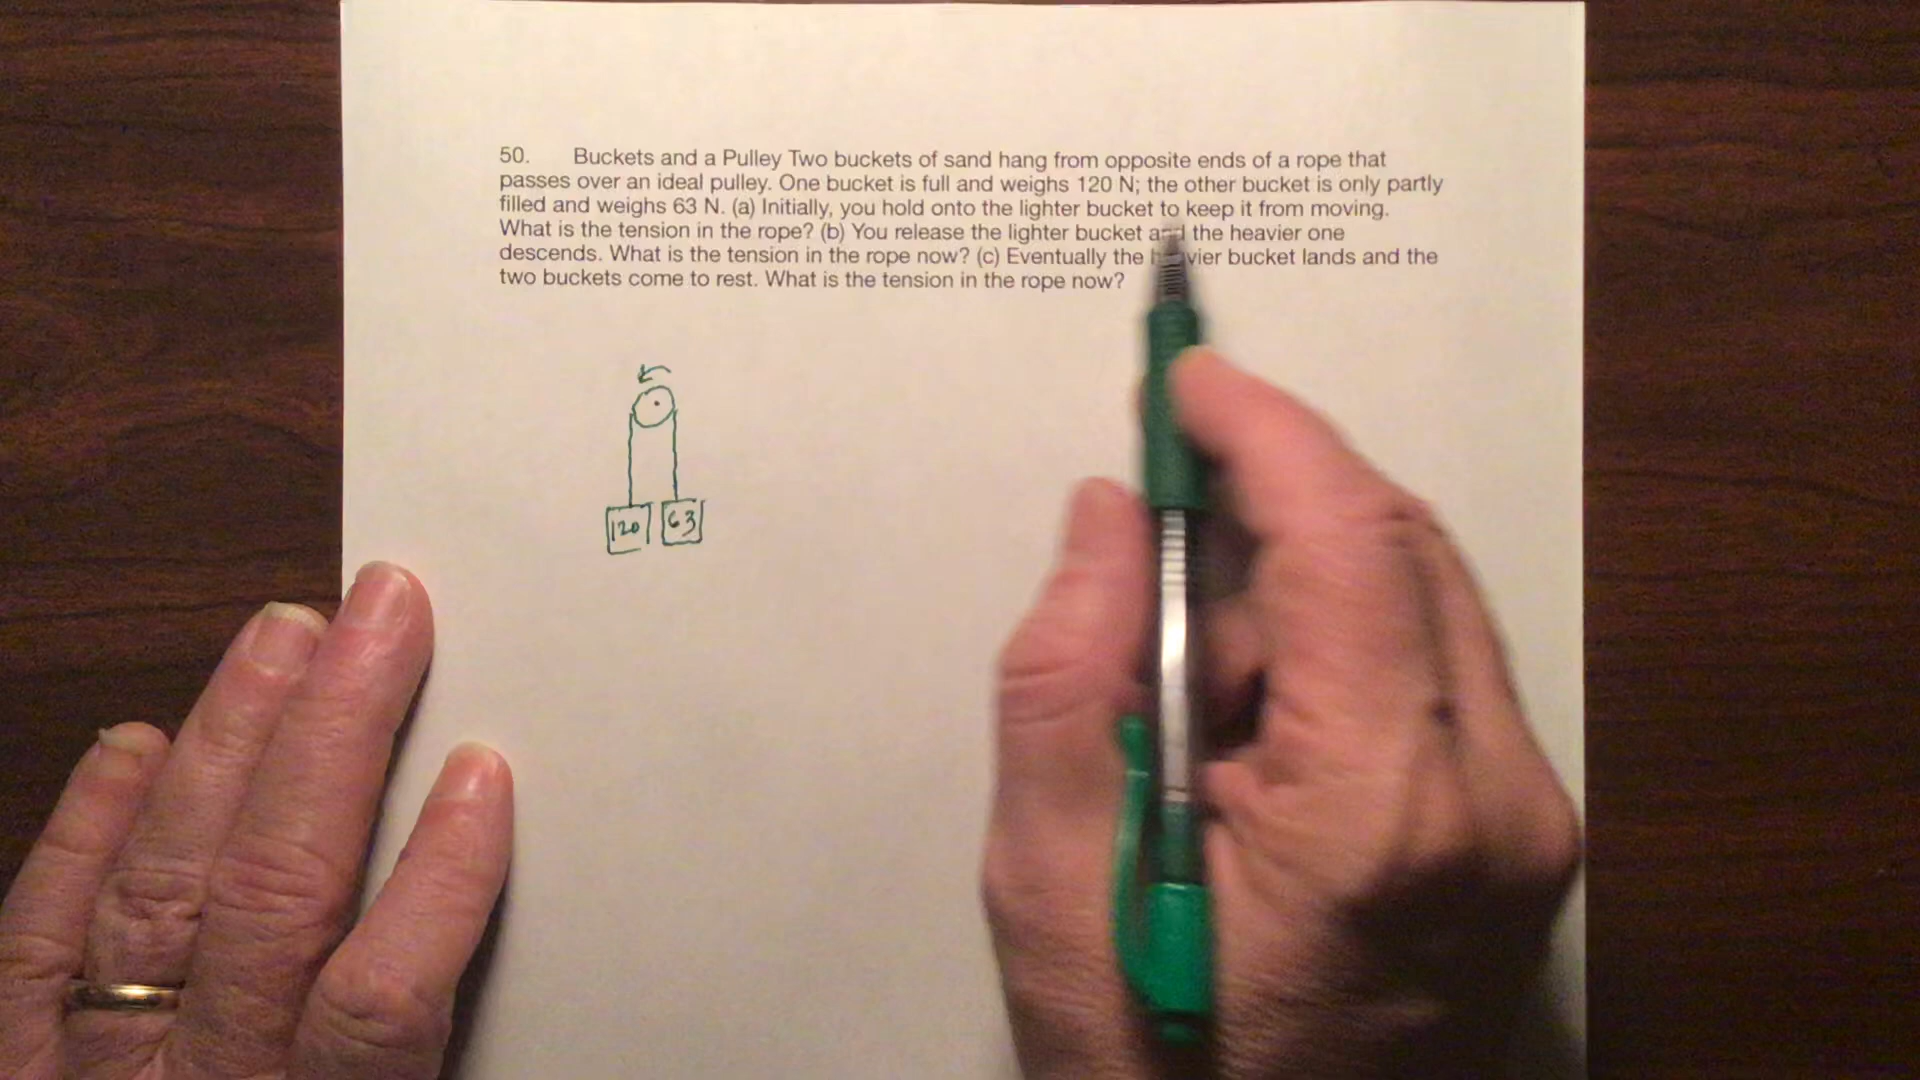 50. Buckets and a Pulley Two buckets of sand hang from opposite ends of a rope that
passes over an ideal pulley. One bucket is full and weighs 120 N; the other bucket is only partly
filled and weighs 63 N. (a) Initially, you hold onto the lighter bucket to keep it from moving.
What is the tension in the rope? (b) You release the lighter bucket and the heavier one
descends. What is the tension in the rope now? (c) Eventually the heavier bucket lands and the
two buckets come to rest. What is the tension in the rope now?
120 63